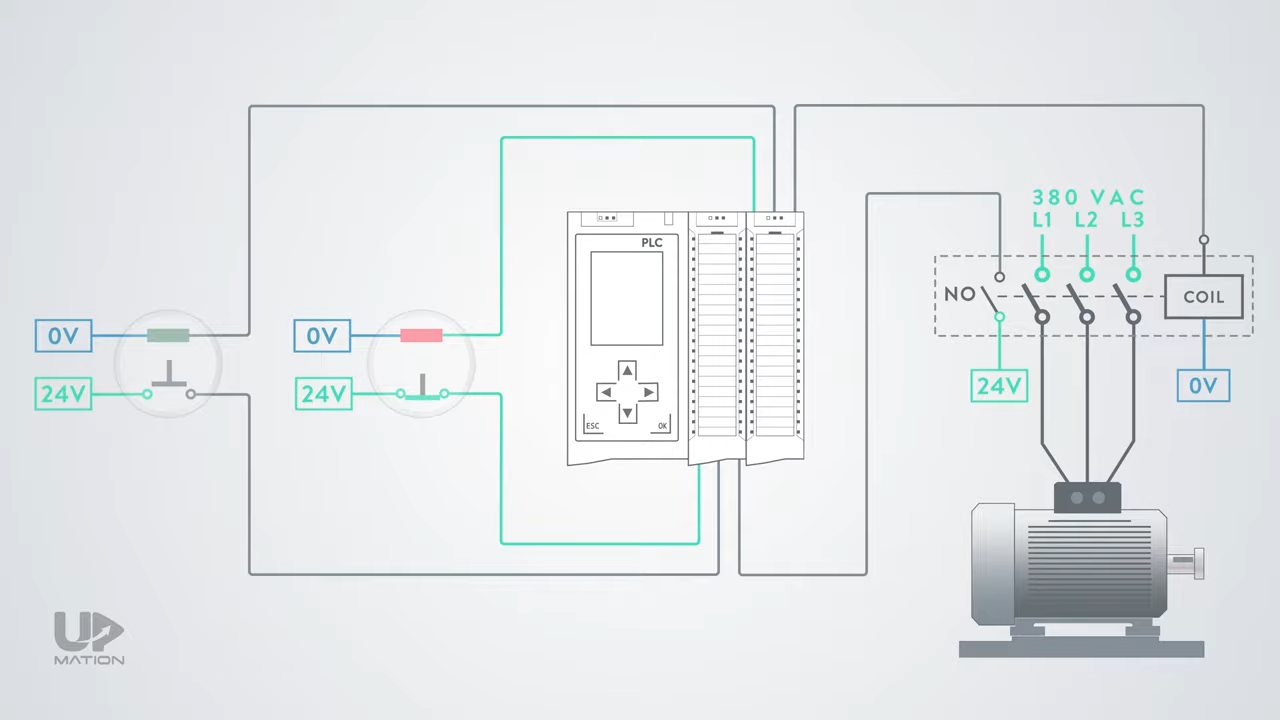 380 VAC
L1 L2 L3
PLC
NO
COIL
0V
0V
24V
24V
24V
0V
ESC
OK
UP
MATION